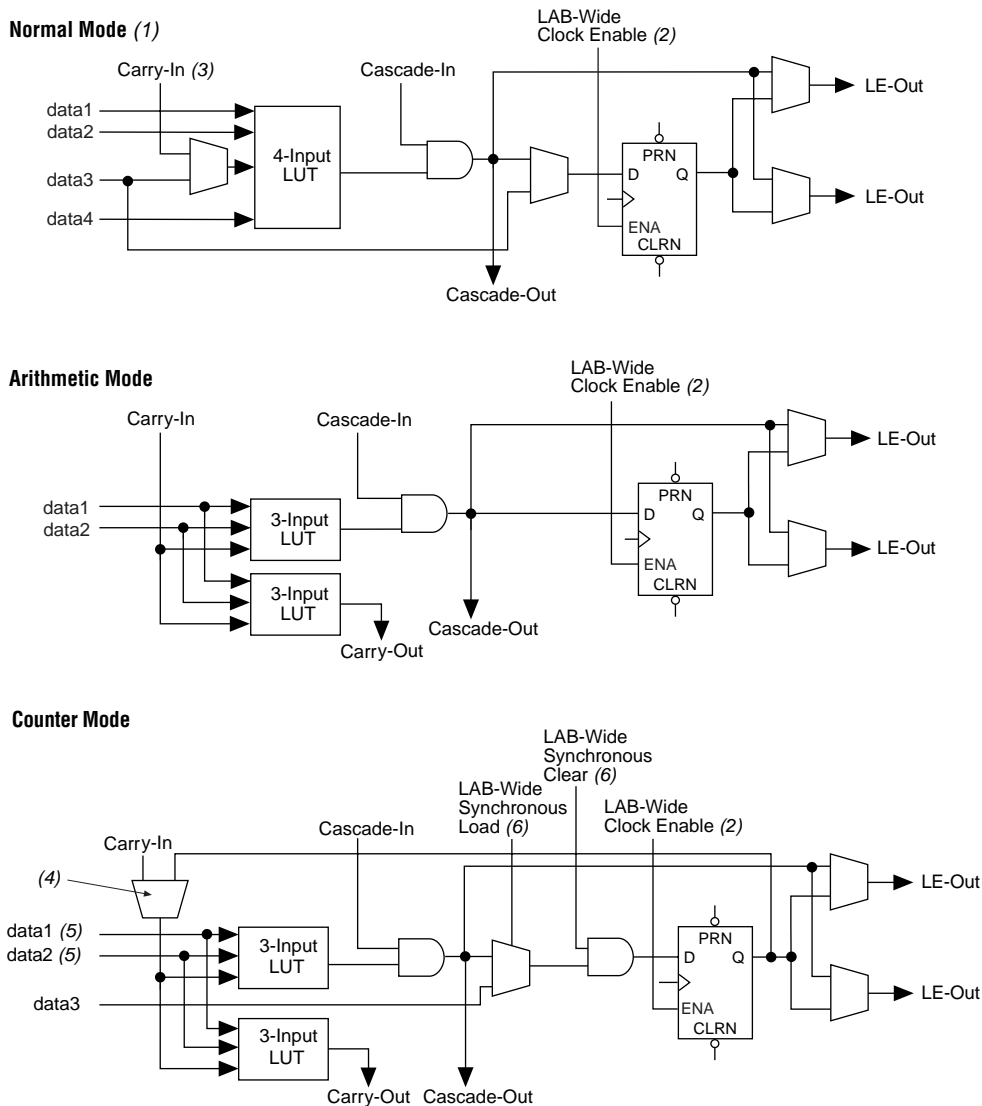 Normal Mode (1)
LAB-Wide
Clock Enable (2)
Carry-In (3)
Cascade-In
LE-Out
data1
data2
4-Input
LUT
PRN
D
Q
data3
LE-Out
data4
ENA
CLRN
Cascade-Out
Arithmetic Mode
LAB-Wide
Clock Enable (2)
Carry-In
Cascade-In
LE-Out
data1
data2
3-Input
LUT
PRN
D
Q
LE-Out
ENA
CLRN
3-Input
LUT
Cascade-Out
Carry-Out
Counter Mode
LAB-Wide
Synchronous
Clear (6)
LAB-Wide
Synchronous
Load (6)
LAB-Wide
Clock Enable (2)
Cascade-In
Carry-In
(4)
LE-Out
data1 (5)
data2 (5)
3-Input
LUT
PRN
D
Q
data3
LE-Out
ENA
CLRN
3-Input
LUT
Carry-Out
Cascade-Out